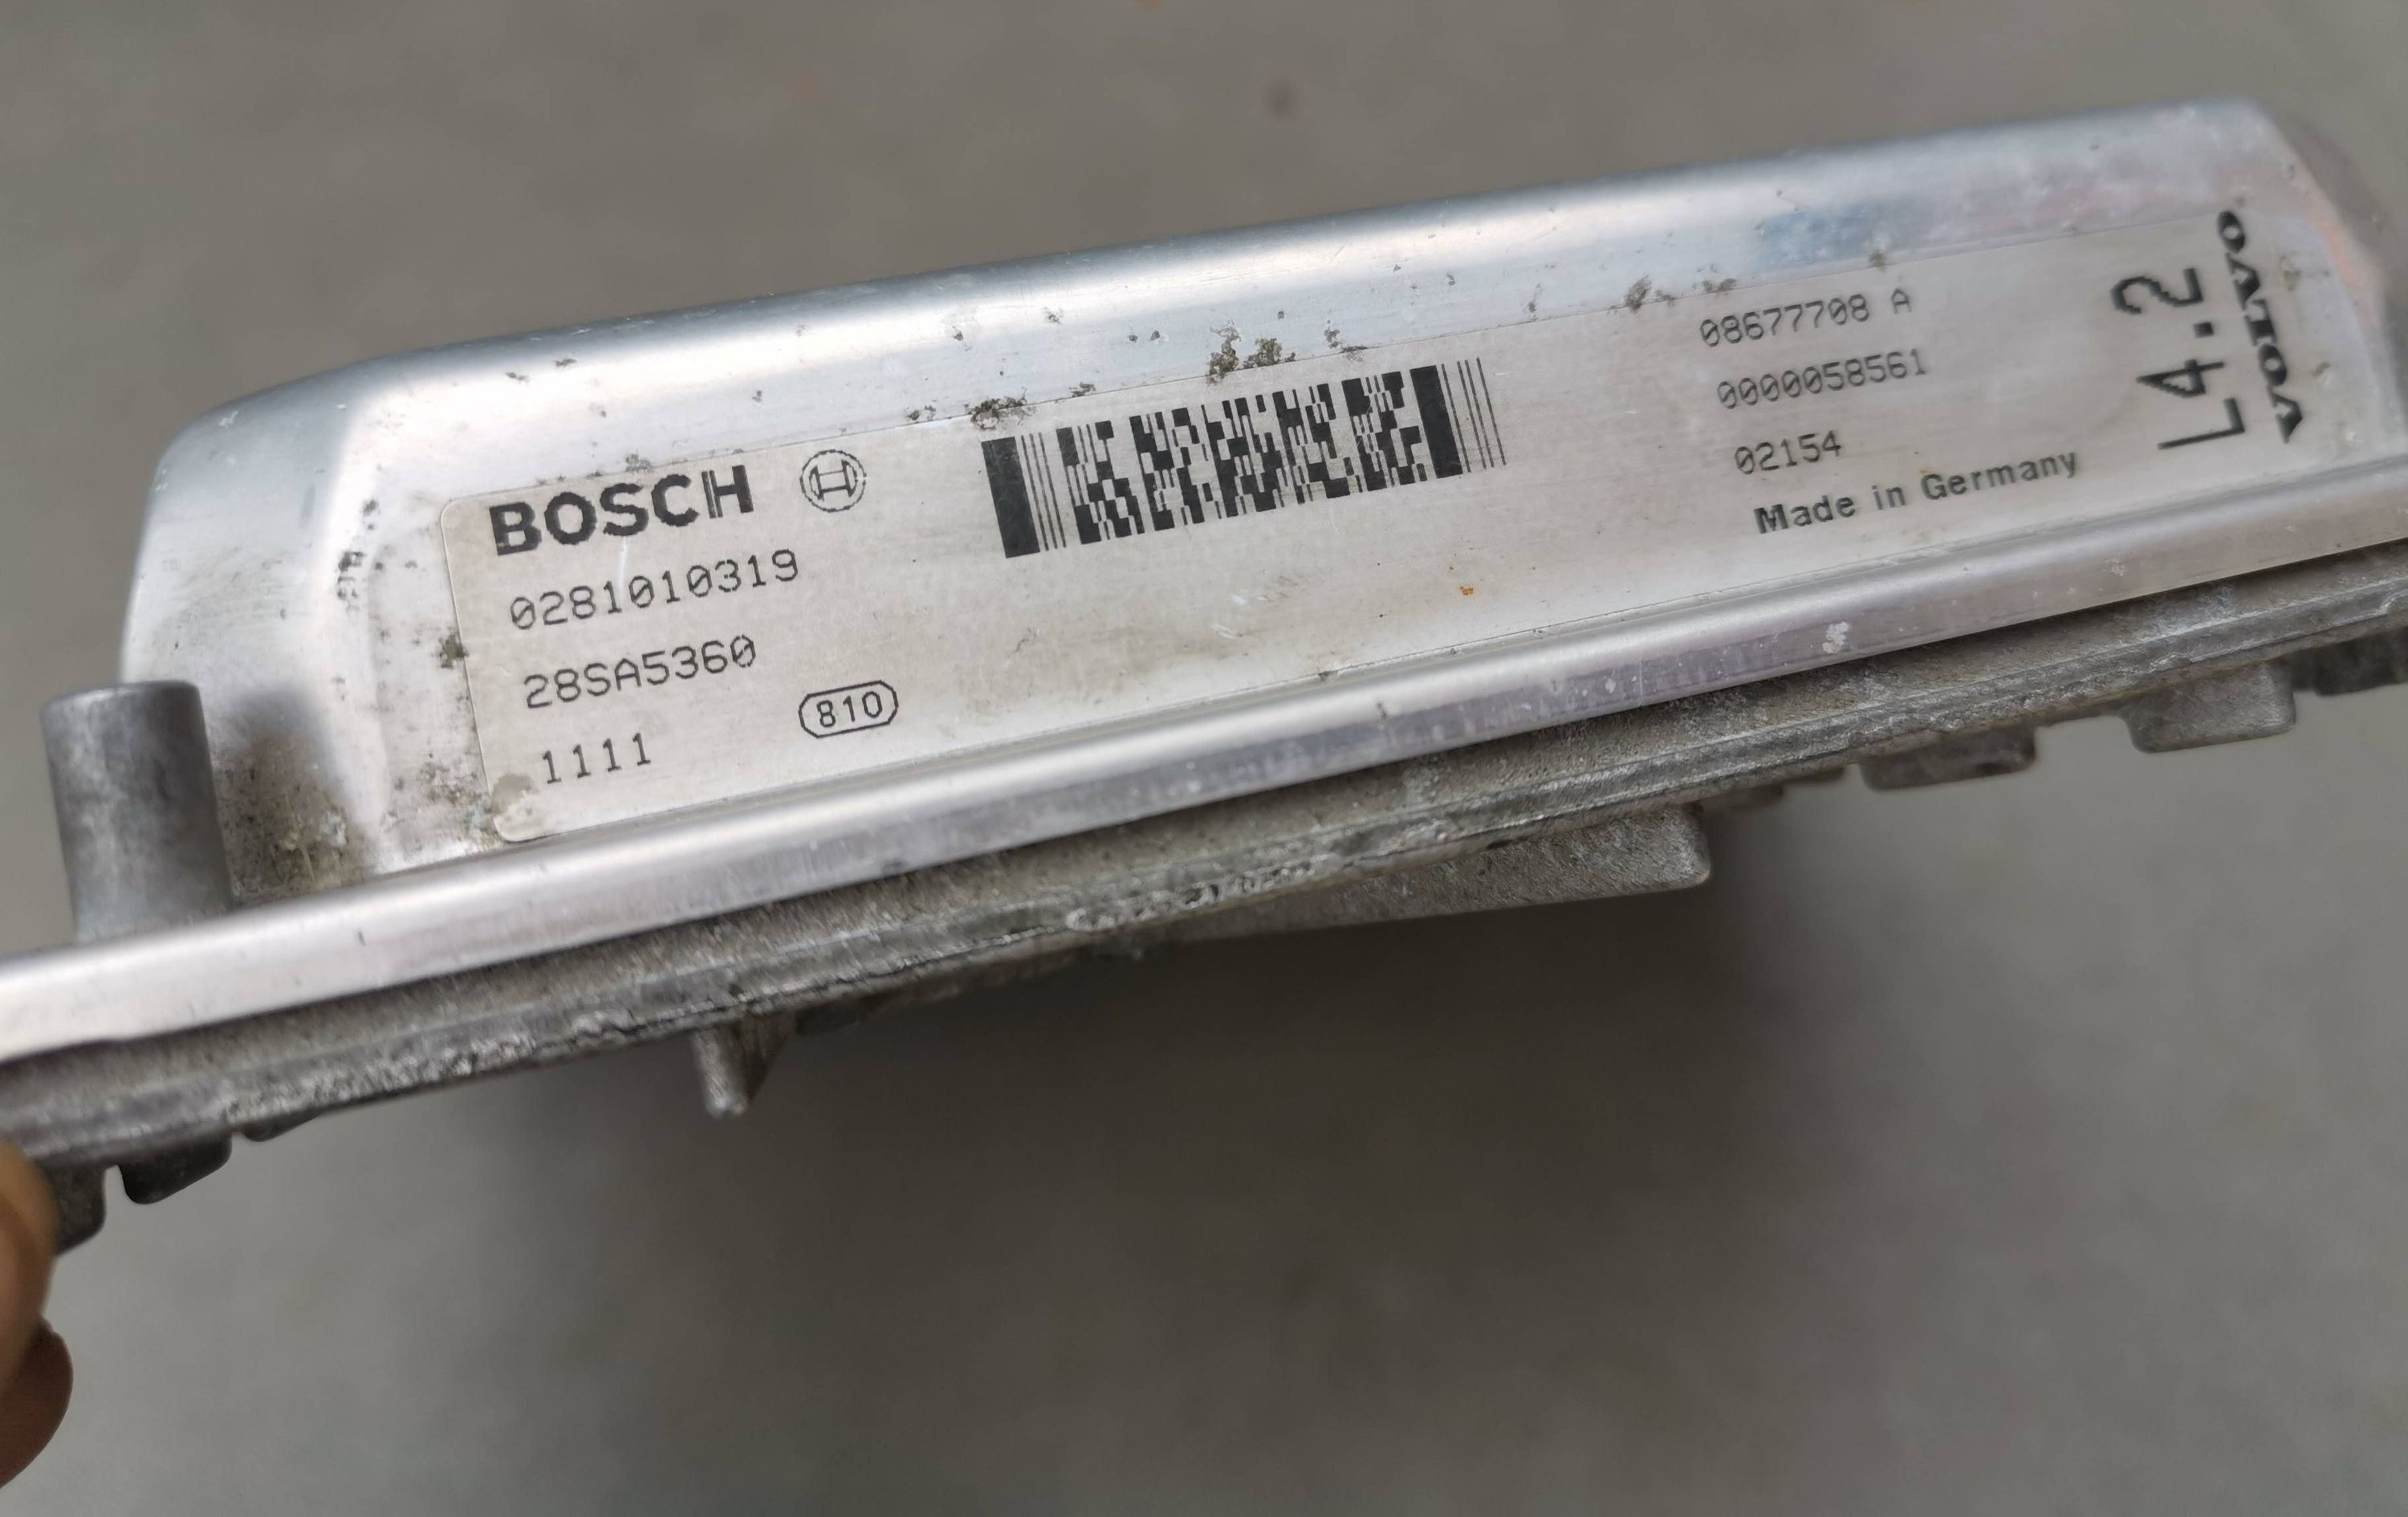 BOSCH
0281010319
28SA5360
1111
810
08677708 A
0000058561
02154
Made in Germany
L4.2
VOLVO